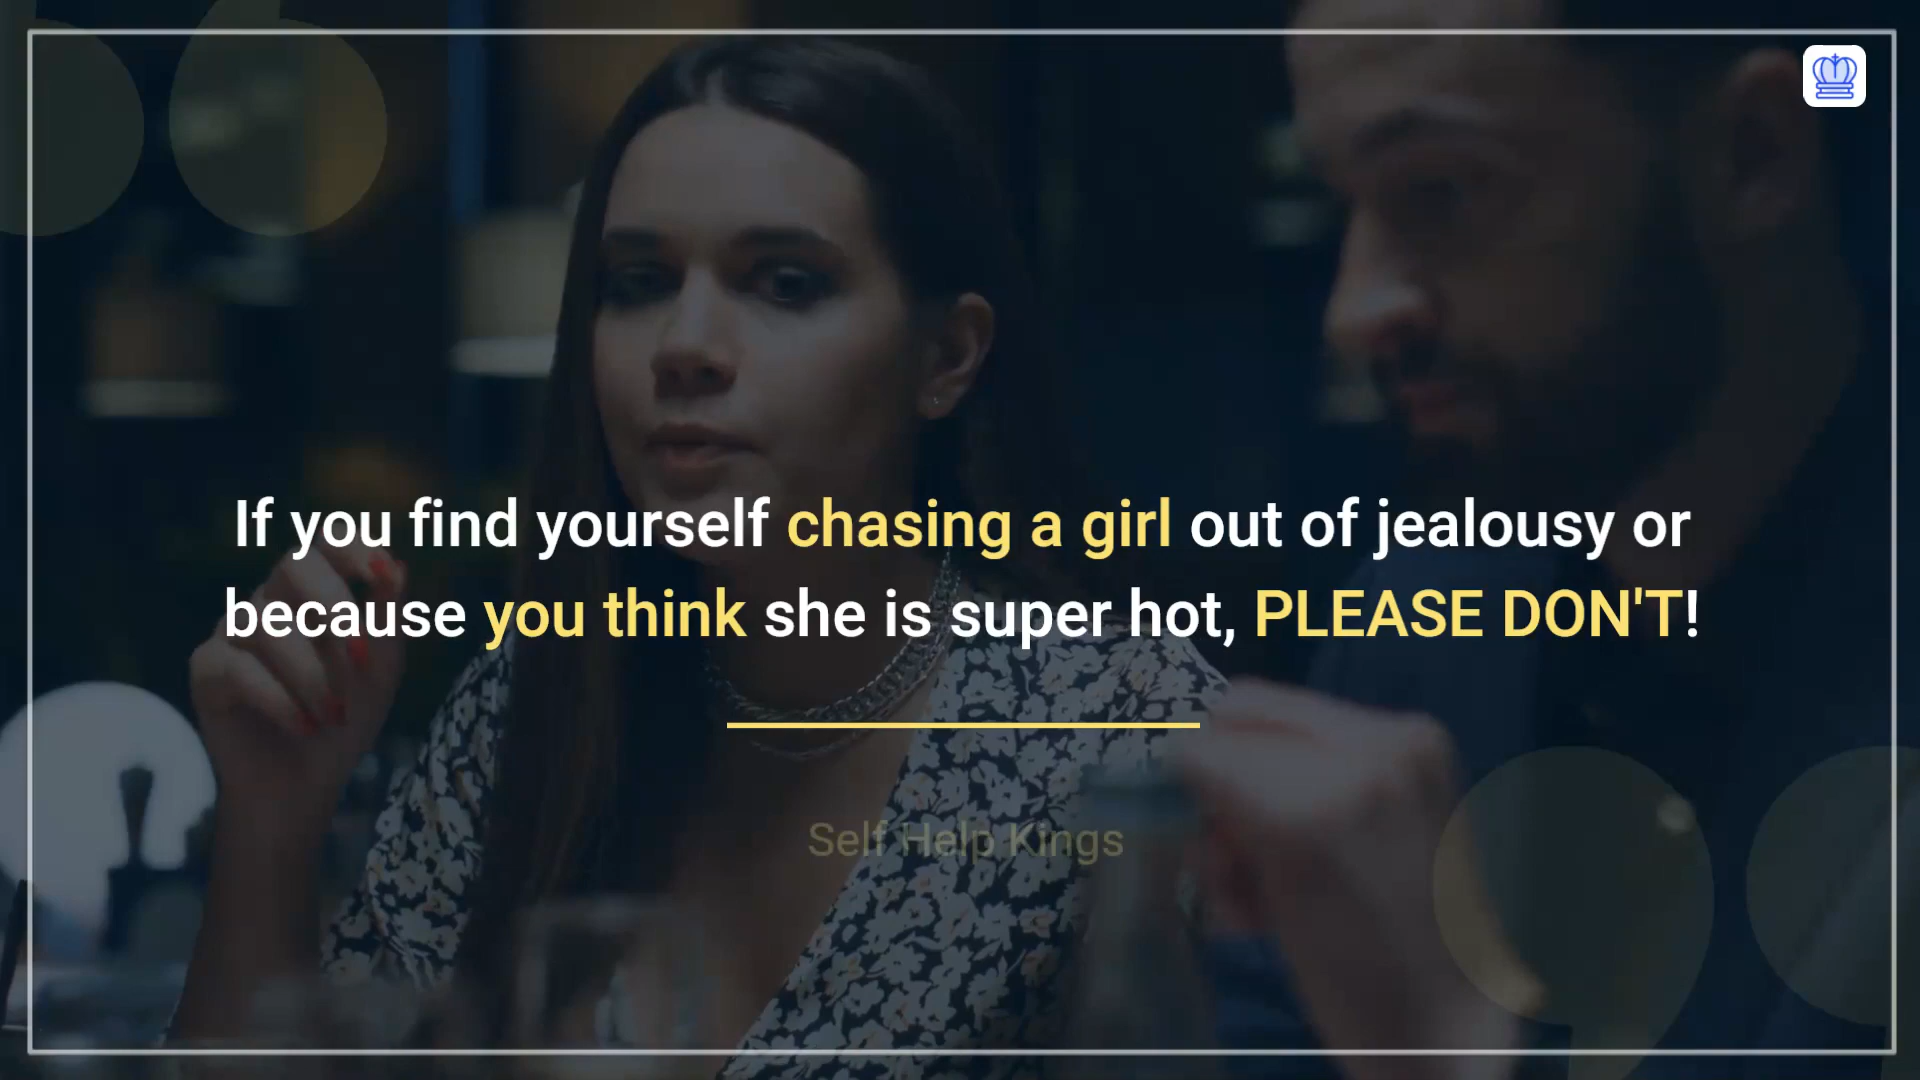 If you find yourself chasing a girl out of jealousy or
because you think she is super hot, PLEASE DON'T!
Self Help Kings